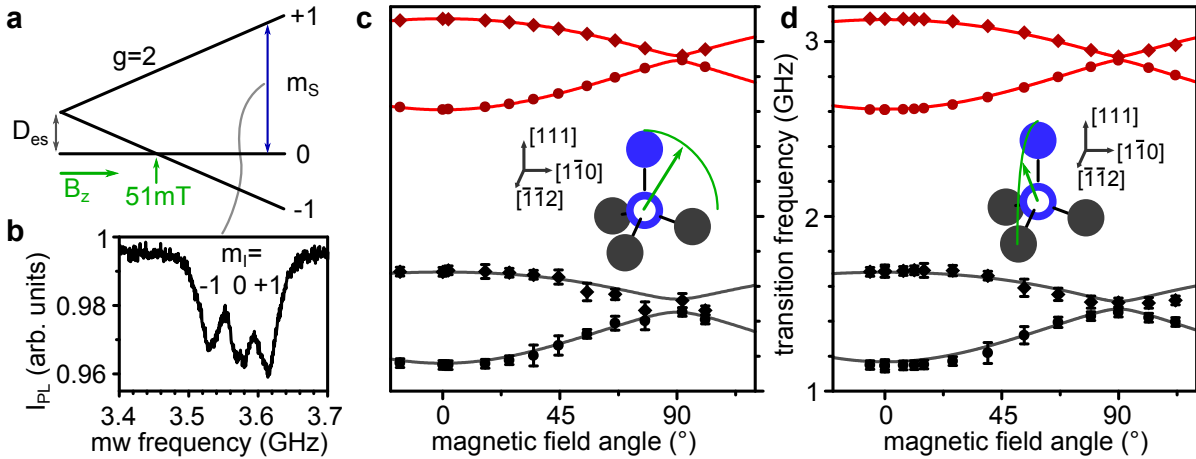 a
+1
g=2
m_S
D_es
0
B_z
51mT
-1
b
1
m_I=
-1 0 +1
0.98
0.96
I_PL (arb. units)
3.4 3.5 3.6 3.7
mw frequency (GHz)
c
[111]
[11̄0]
[1̄1̄2]
0 45 90
magnetic field angle (°)
d
3
2
1
transition frequency (GHz)
[111]
[11̄0]
[1̄1̄2]
0 45 90
magnetic field angle (°)